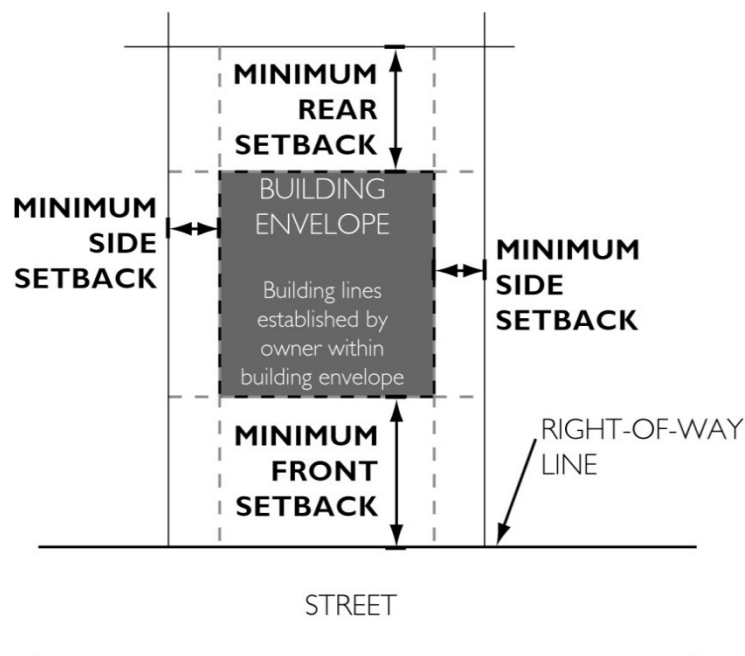 MINIMUM
REAR
SETBACK
BUILDING
ENVELOPE
MINIMUM
SIDE
SETBACK
MINIMUM
SIDE
SETBACK
Building lines
established by
owner within
building envelope
MINIMUM
FRONT
SETBACK
RIGHT-OF-WAY
LINE
STREET